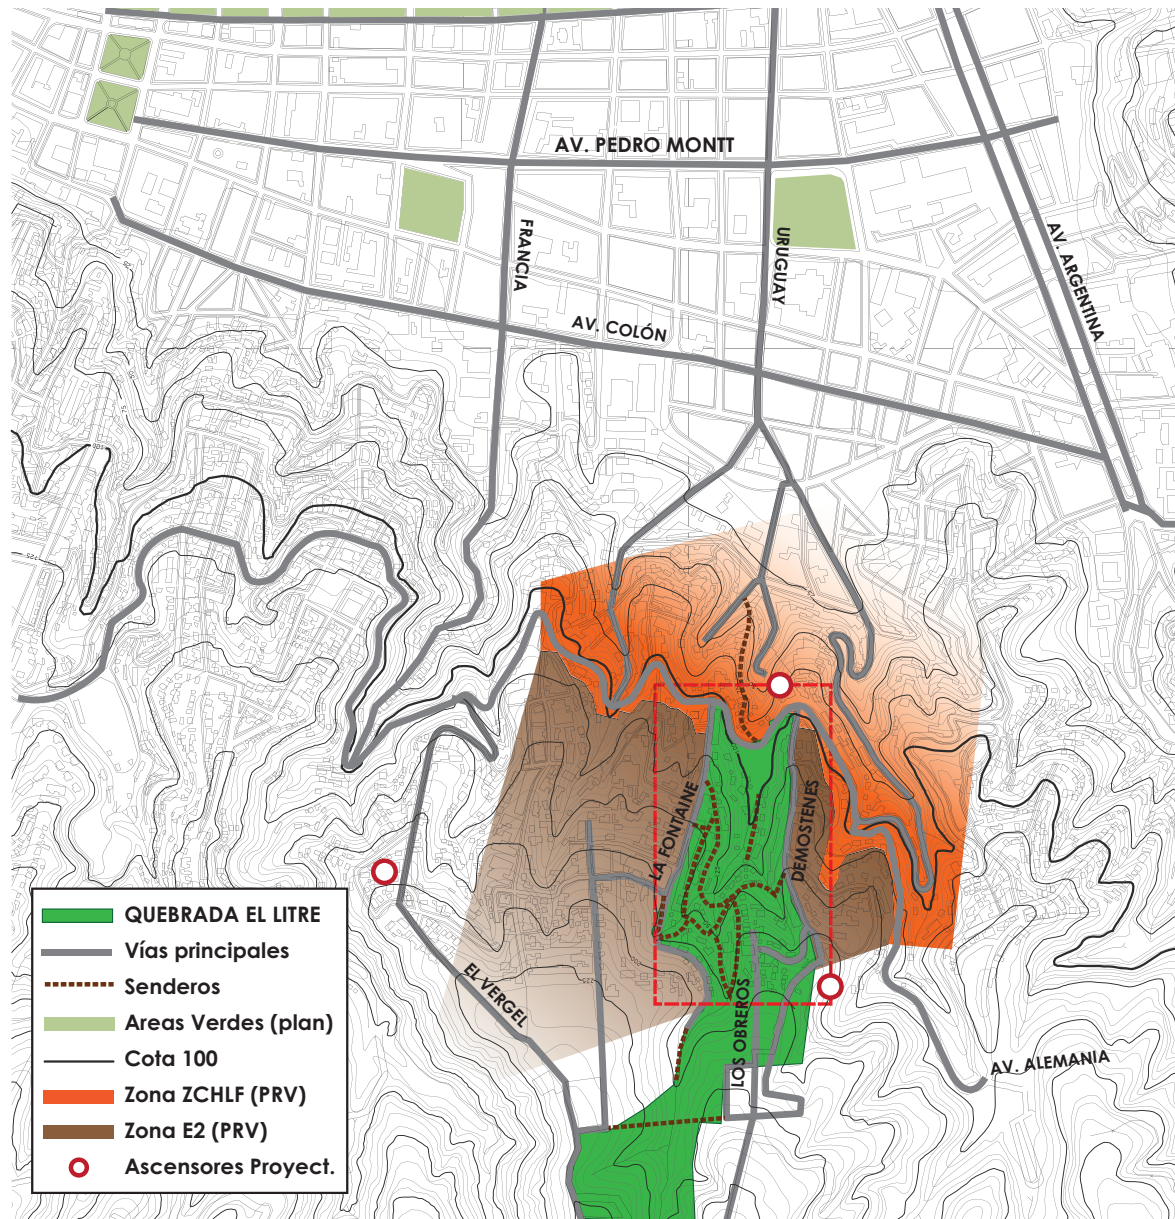 AV. PEDRO MONTT
FRANCIA
URUGUAY
AV. ARGENTINA
AV. COLÓN
LA FONTAINE
DEMOSTENES
EL VERGEL
LOS OBREROS
AV. ALEMANIA
QUEBRADA EL LITRE
Vías principales
Senderos
Areas Verdes (plan)
Cota 100
Zona ZCHLF (PRV)
Zona E2 (PRV)
Ascensores Proyect.